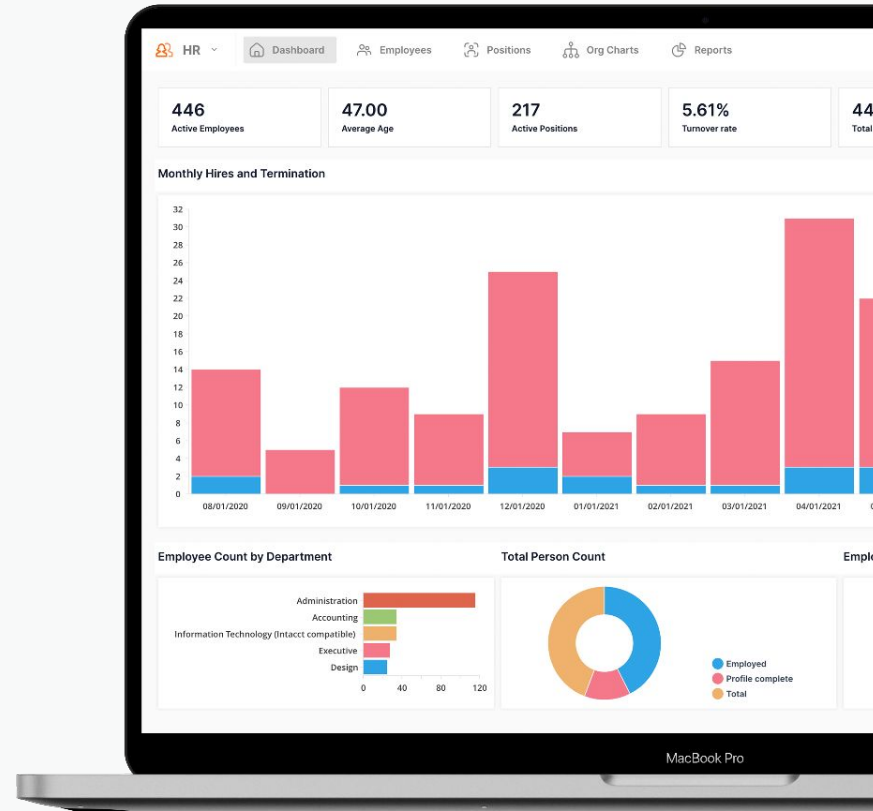 HR
Dashboard
Employees
Positions
Org Charts
Reports
446
Active Employees
47.00
Average Age
217
Active Positions
5.61%
Turnover rate
44
Total
Monthly Hires and Termination
32
30
28
26
24
22
20
18
16
14
12
10
8
6
4
2
0
08/01/2020 09/01/2020 10/01/2020 11/01/2020 12/01/2020 01/01/2021 02/01/2021 03/01/2021 04/01/2021
Employee Count by Department
Administration
Accounting
Information Technology (Intacct compatible)
Executive
Design
0 40 80 120
Total Person Count
Employed
Profile complete
Total
MacBook Pro